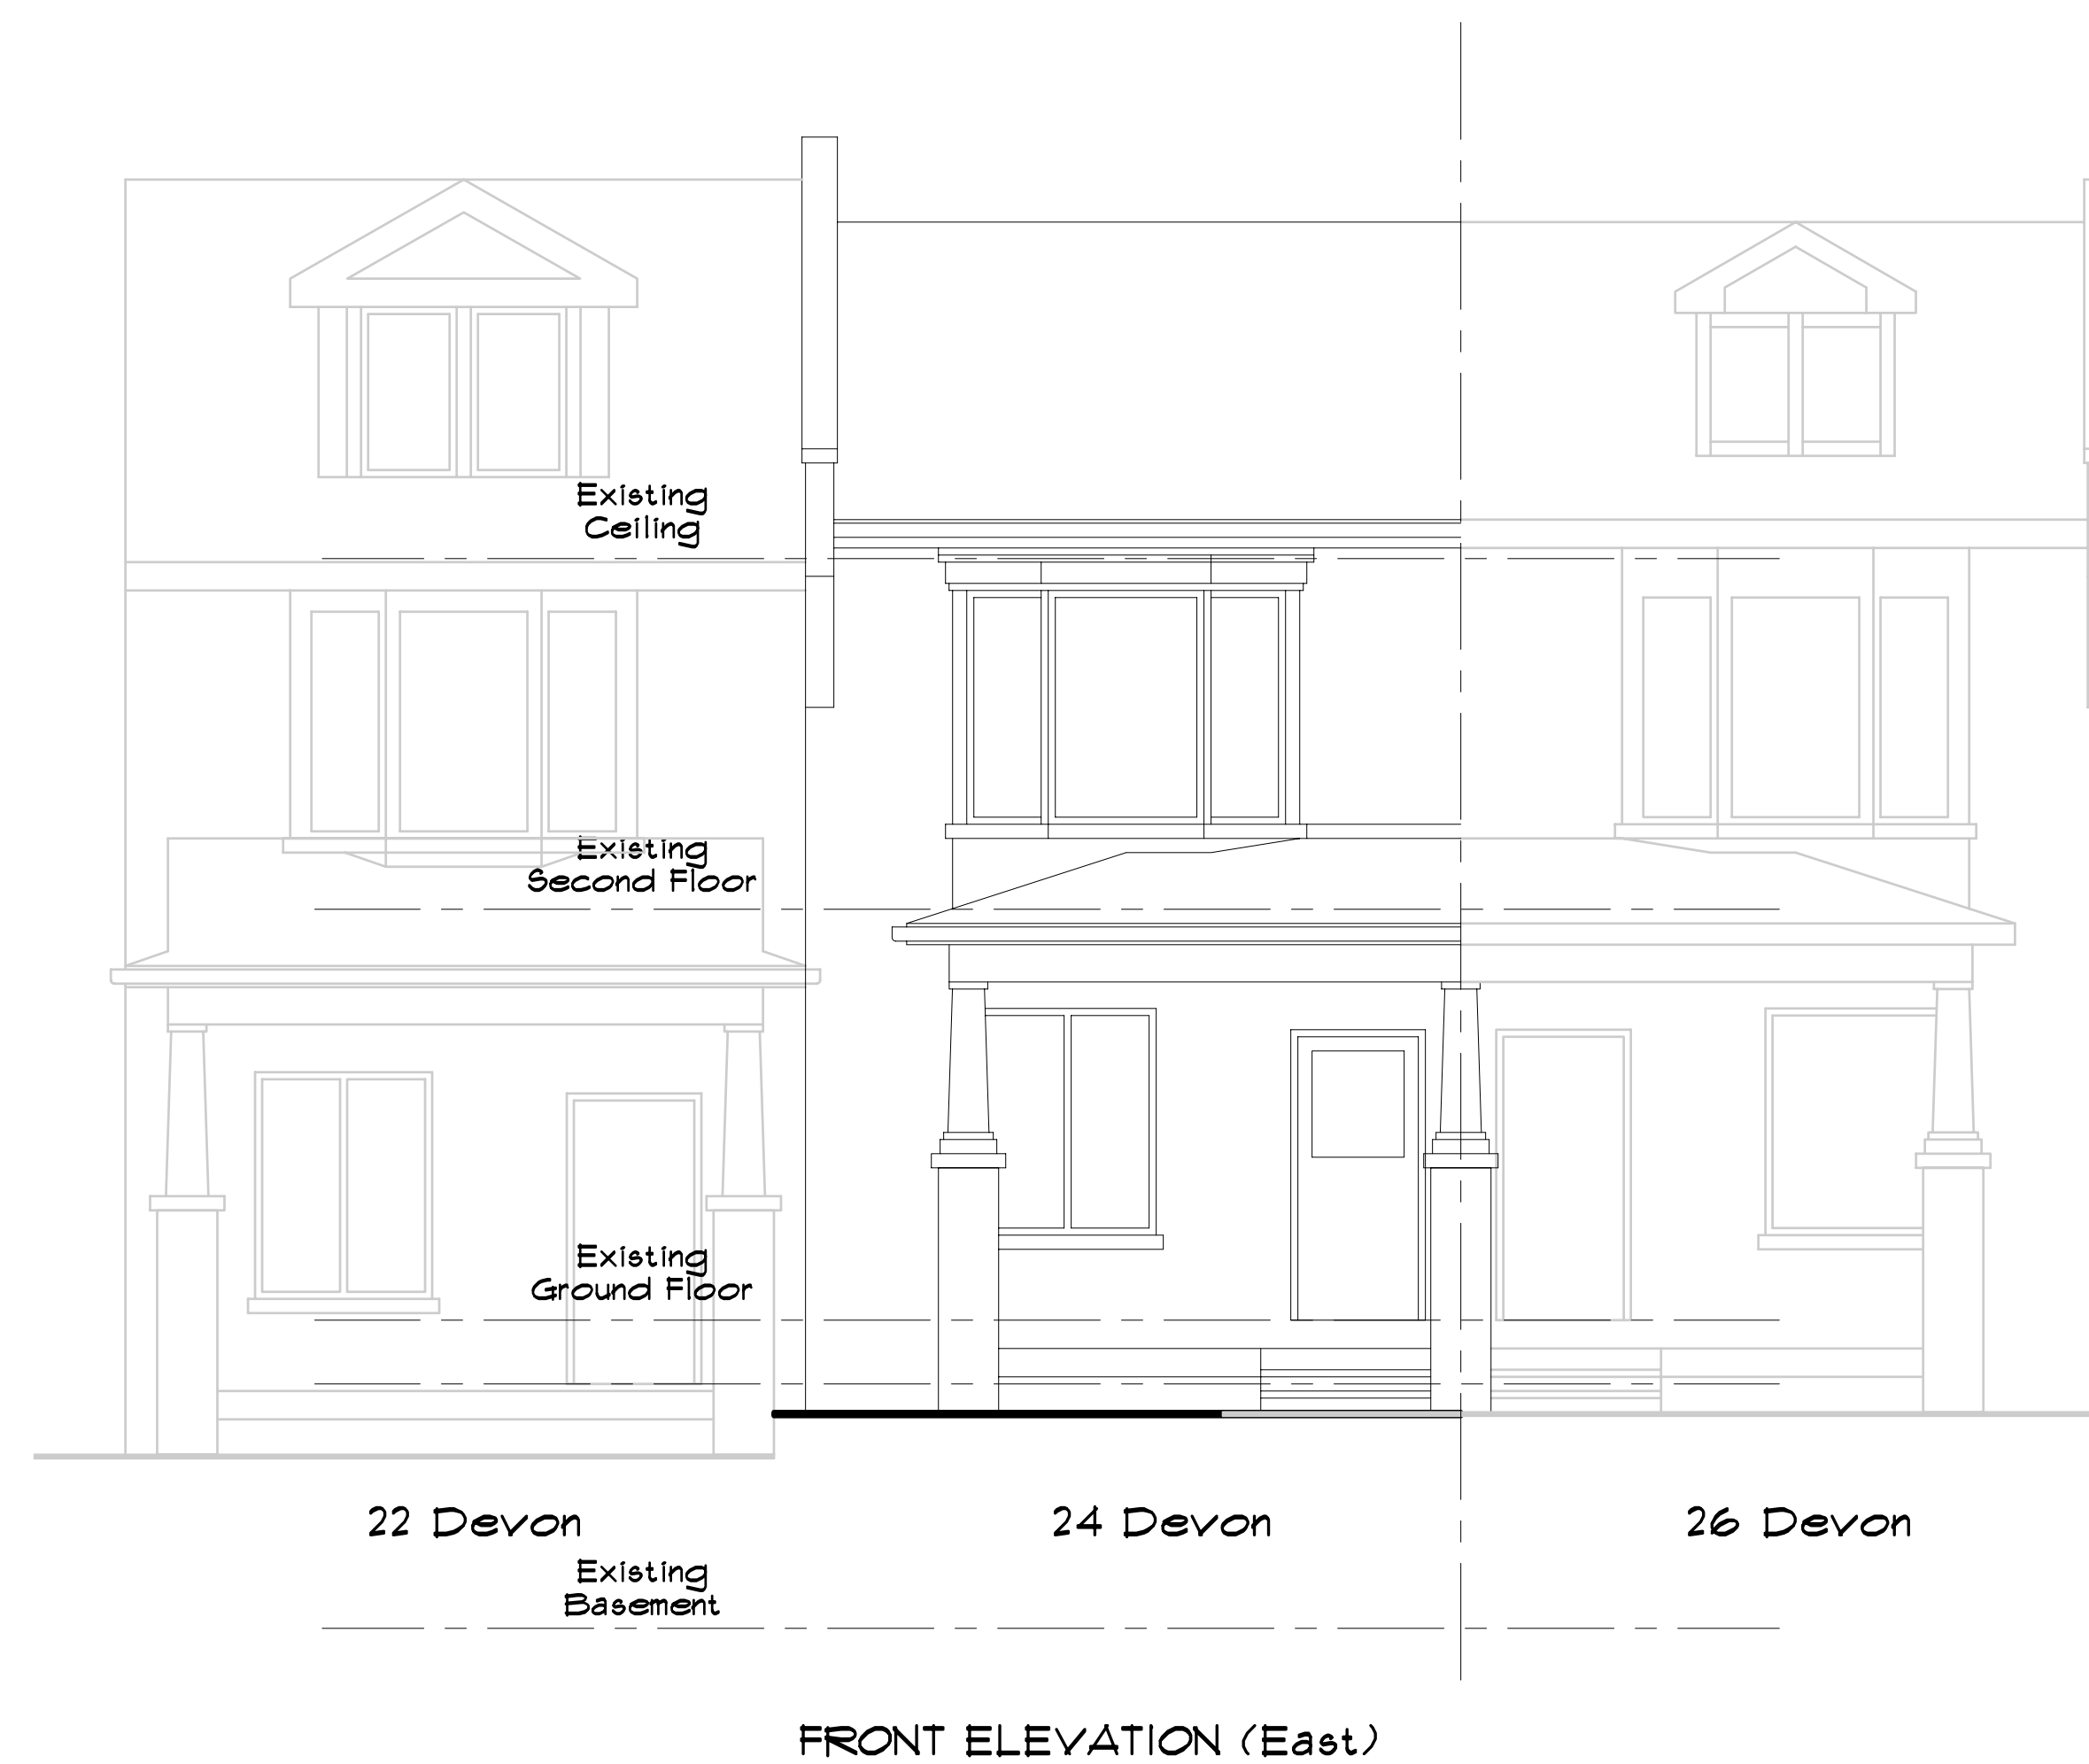 Existing
Ceiling
Existing
Second Floor
Existing
Ground Floor
22 Devon
24 Devon
26 Devon
Existing
Basement
FRONT ELEVATION (East)